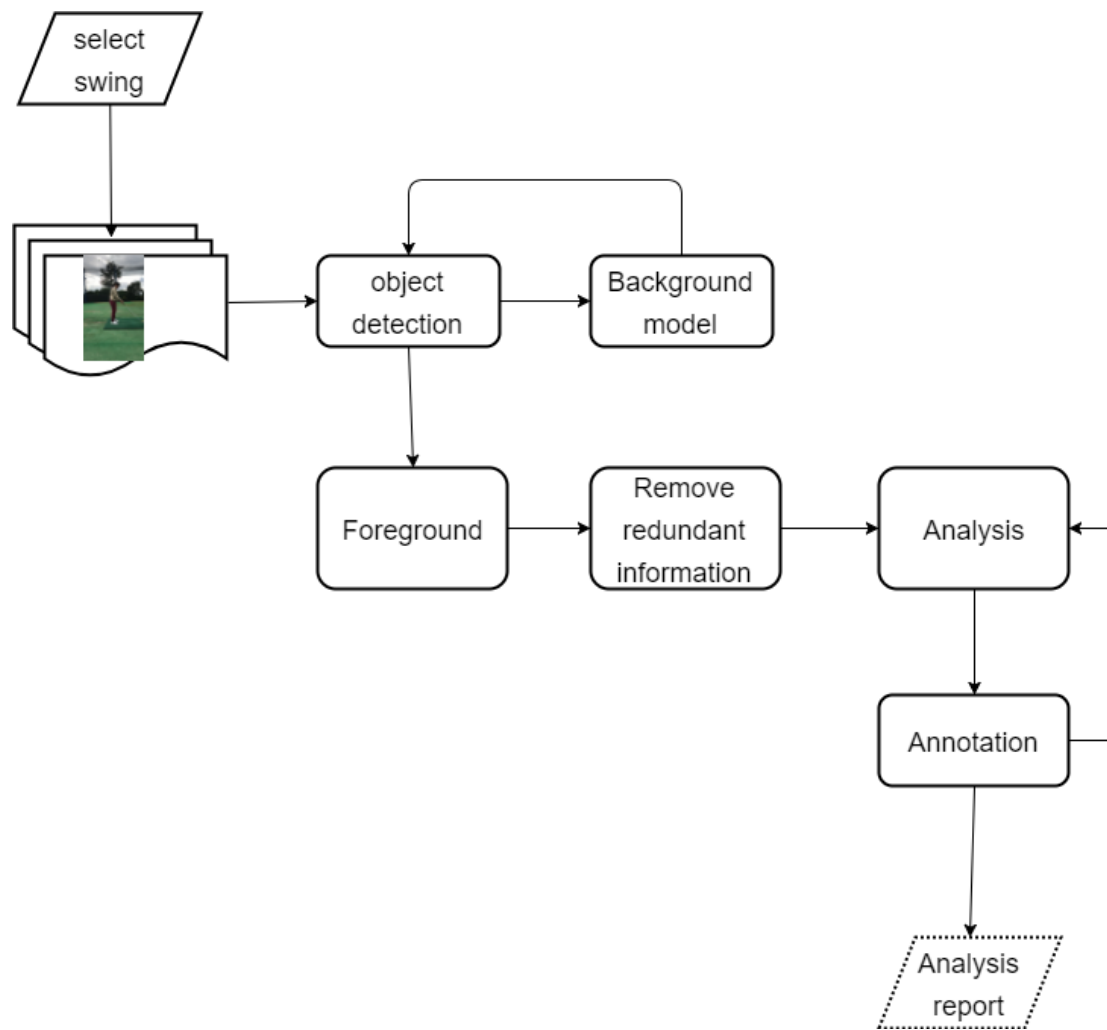 select
swing
object
detection
Background
model
Foreground
Remove
redundant
information
Analysis
Annotation
Analysis
report